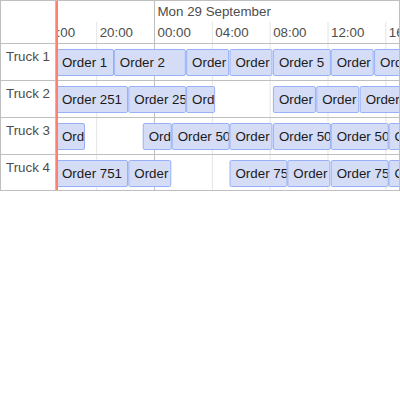 Mon 29 September
:00 20:00 00:00 04:00 08:00 12:00 16
Truck 1 Order 1 Order 2 Order Order Order 5 Order Ord
Truck 2 Order 251 Order 25 Ord Order Order Order
Truck 3 Ord Ord Order 50 Order Order 50 Order 50
Truck 4 Order 751 Order Order 75 Order Order 75